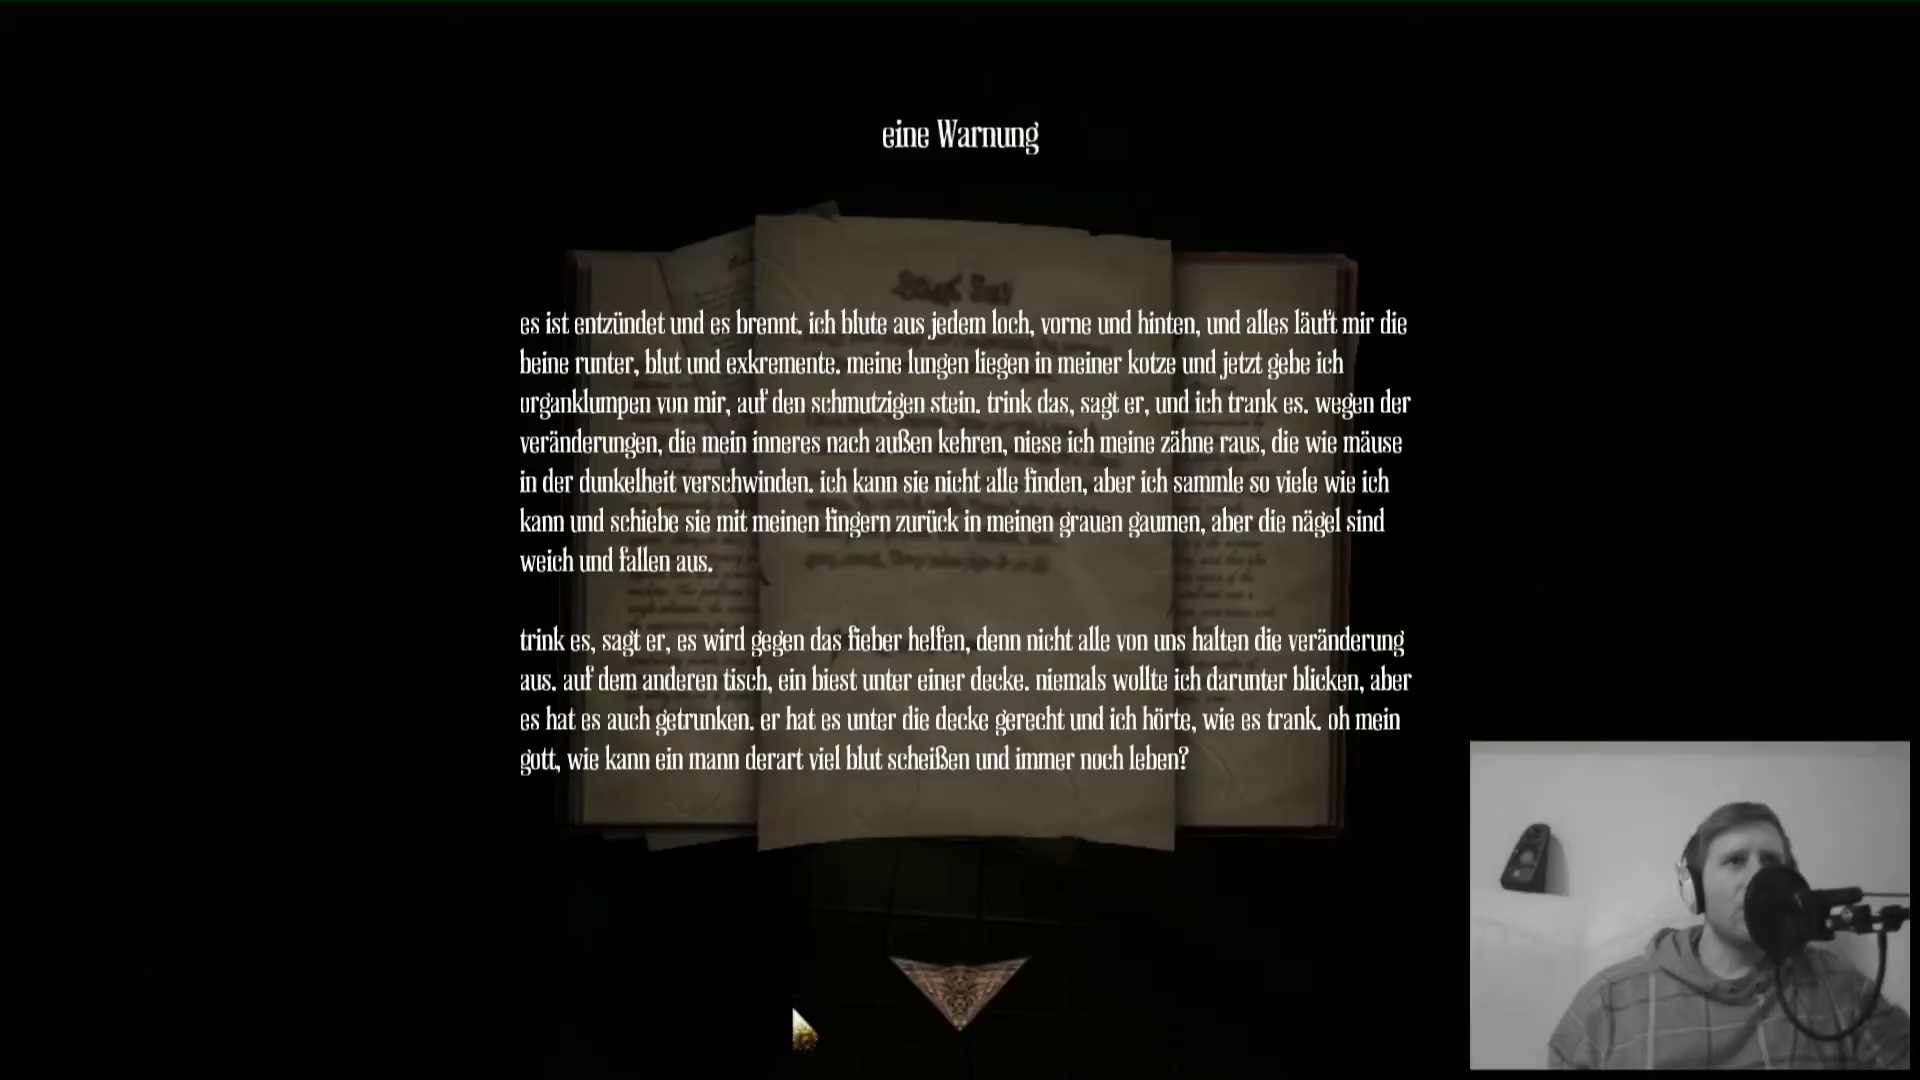 eine Warnung
es ist entzündet und es brennt. ich blute aus jedem loch, vorne und hinten, und alles läuft mir die
beine runter, blut und exkremente. meine lungen liegen in meiner kotze und jetzt gebe ich
organklumpen von mir, auf den schmutzigen stein. trink das, sagt er, und ich trank es. wegen der
veränderungen, die mein inneres nach außen kehren, niese ich meine zähne raus, die wie mäuse
in der dunkelheit verschwinden. ich kann sie nicht alle finden, aber ich sammle so viele wie ich
kann und schiebe sie mit meinen fingern zurück in meinen grauen gaumen, aber die nägel sind
weich und fallen aus.
trink es, sagt er, es wird gegen das fieber helfen, denn nicht alle von uns halten die veränderung
aus. auf dem anderen tisch, ein biest unter einer decke. niemals wollte ich darunter blicken, aber
es hat es auch getrunken. er hat es unter die decke gerecht und ich hörte, wie es trank. oh mein
gott, wie kann ein mann derart viel blut scheißen und immer noch leben?